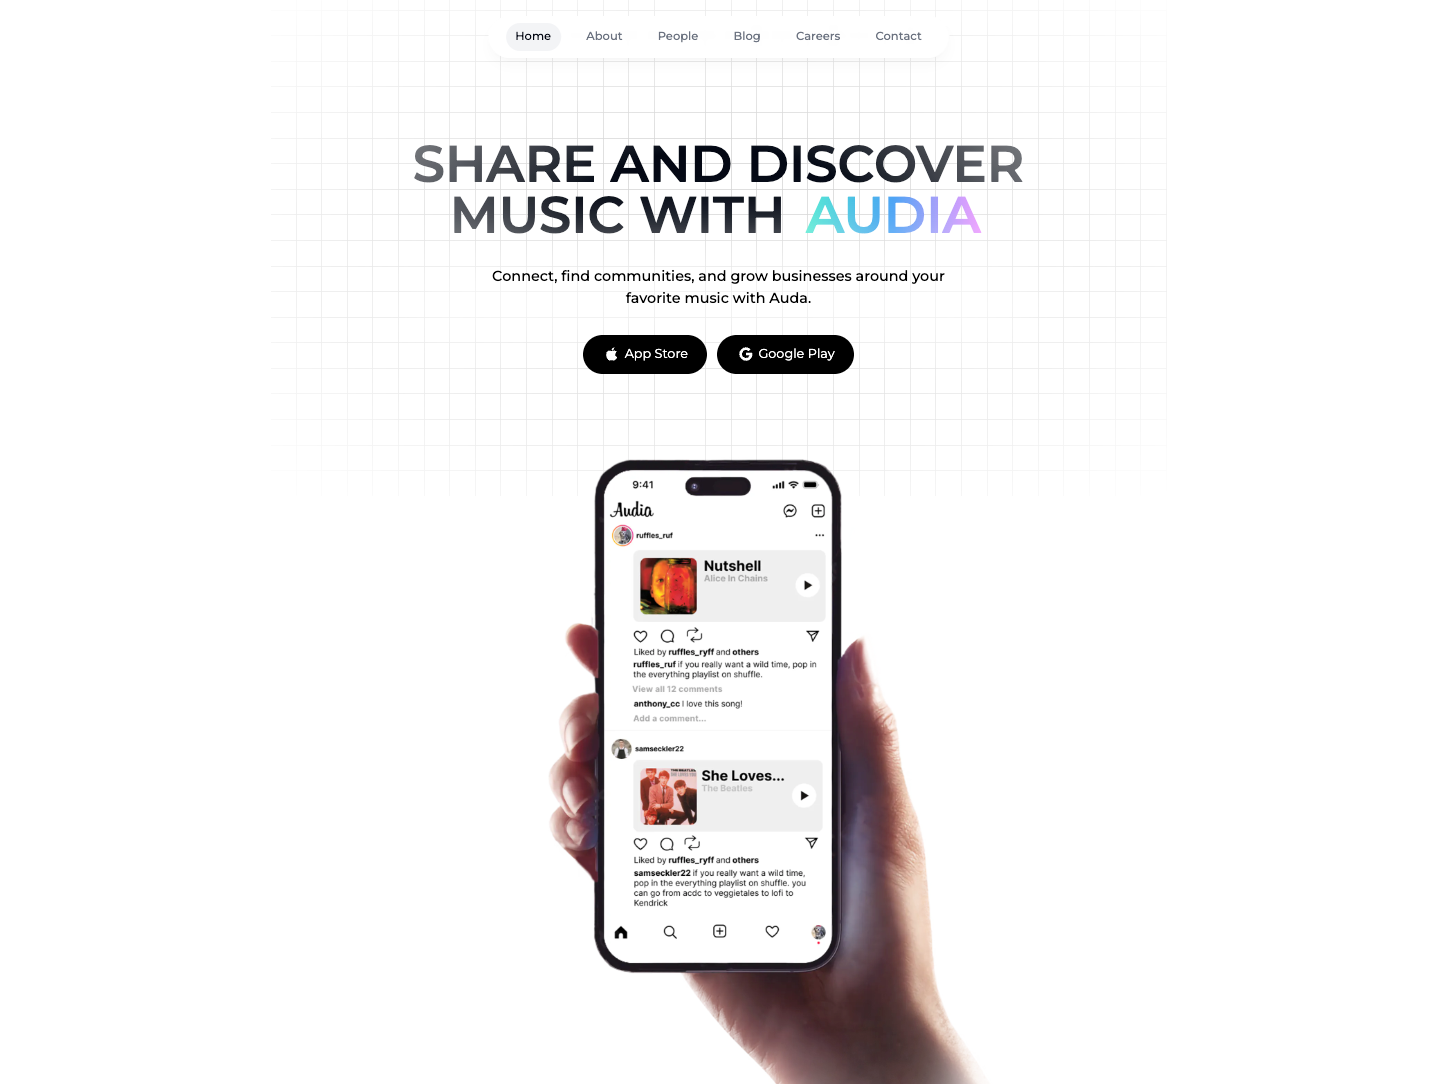 Home About People Blog Careers Contact
SHARE AND DISCOVER
MUSIC WITH AUDIA
Connect, find communities, and grow businesses around your
favorite music with Auda.
App Store Google Play
9:41
Audia
ruffles_ruf
Nutshell
Alice In Chains
Liked by ruffles_ryff and others
ruffles_ruf if you really want a wild time, pop in
the everything playlist on shuffle.
View all 12 comments
anthony_cc I love this song!
Add a comment...
samseckler22
THE BEATLES
SHE LOVES YOU
She Loves...
The Beatles
Liked by ruffles_ryff and others
samseckler22 if you really want a wild time,
pop in the everything playlist on shuffle. you
can go from acdc to veggietales to lofi to
Kendrick